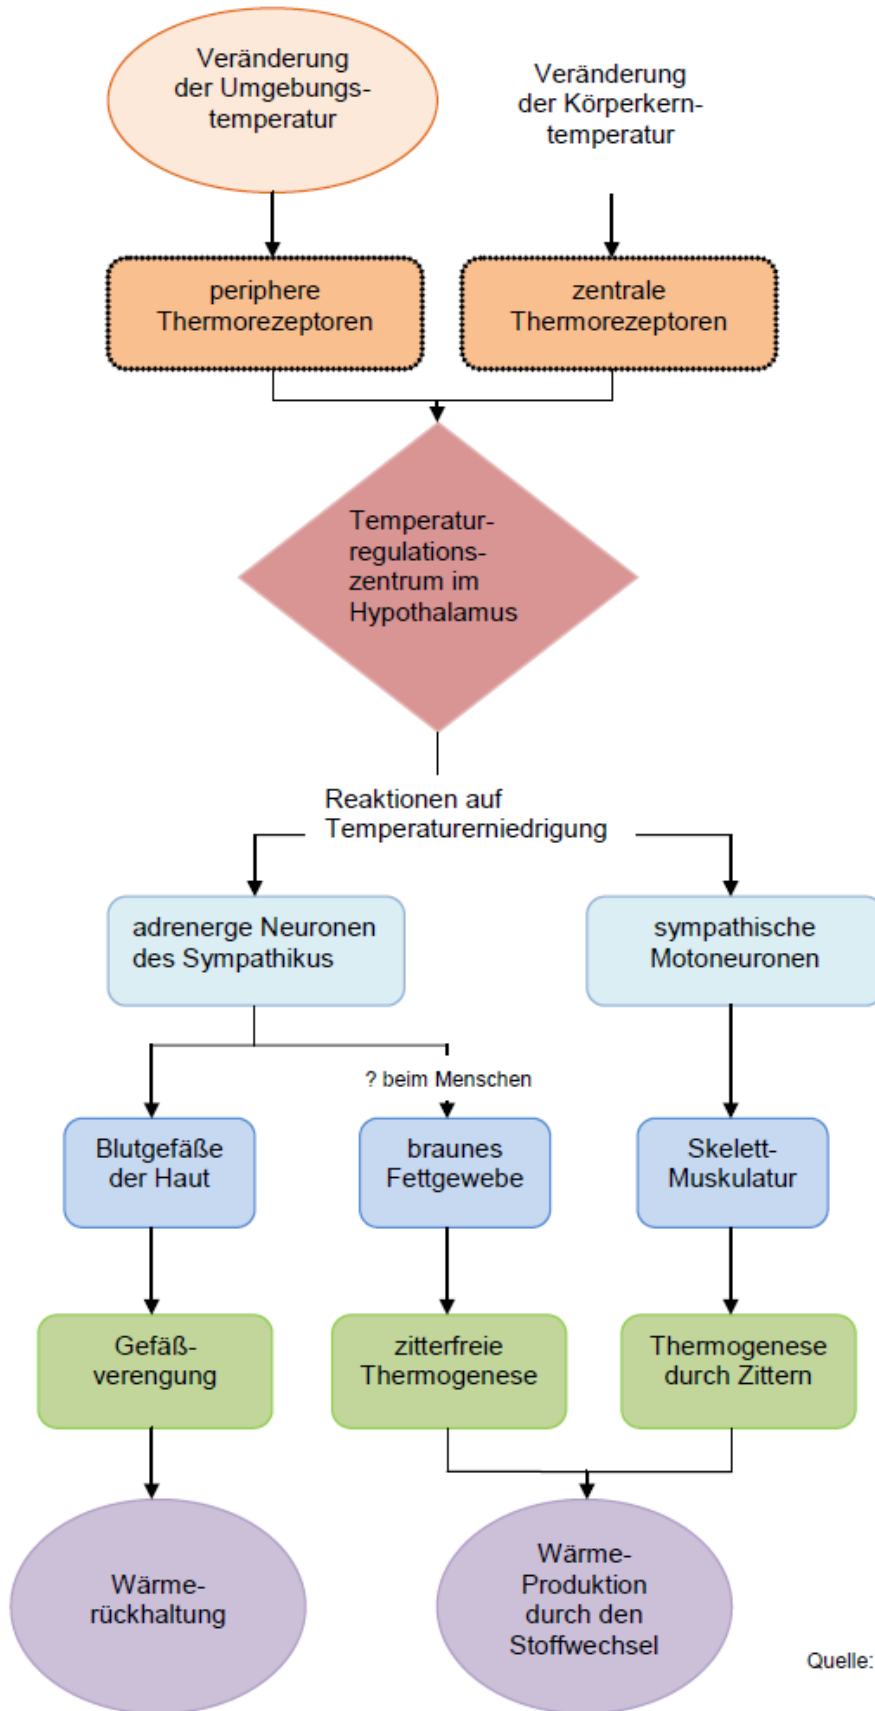 Veränderung
der Umgebungs-
temperatur
Veränderung
der Körperkern-
temperatur
periphere
Thermorezeptoren
zentrale
Thermorezeptoren
Temperatur-
regulations-
zentrum im
Hypothalamus
Reaktionen auf
Temperaturerniedrigung
adrenerge Neuronen
des Sympathikus
sympathische
Motoneuronen
? beim Menschen
Blutgefäße
der Haut
braunes
Fettgewebe
Skelett-
Muskulatur
Gefäß-
verengung
zitterfreie
Thermogenese
Thermogenese
durch Zittern
Wärme-
rückhaltung
Wärme-
Produktion
durch den
Stoffwechsel
Quelle: